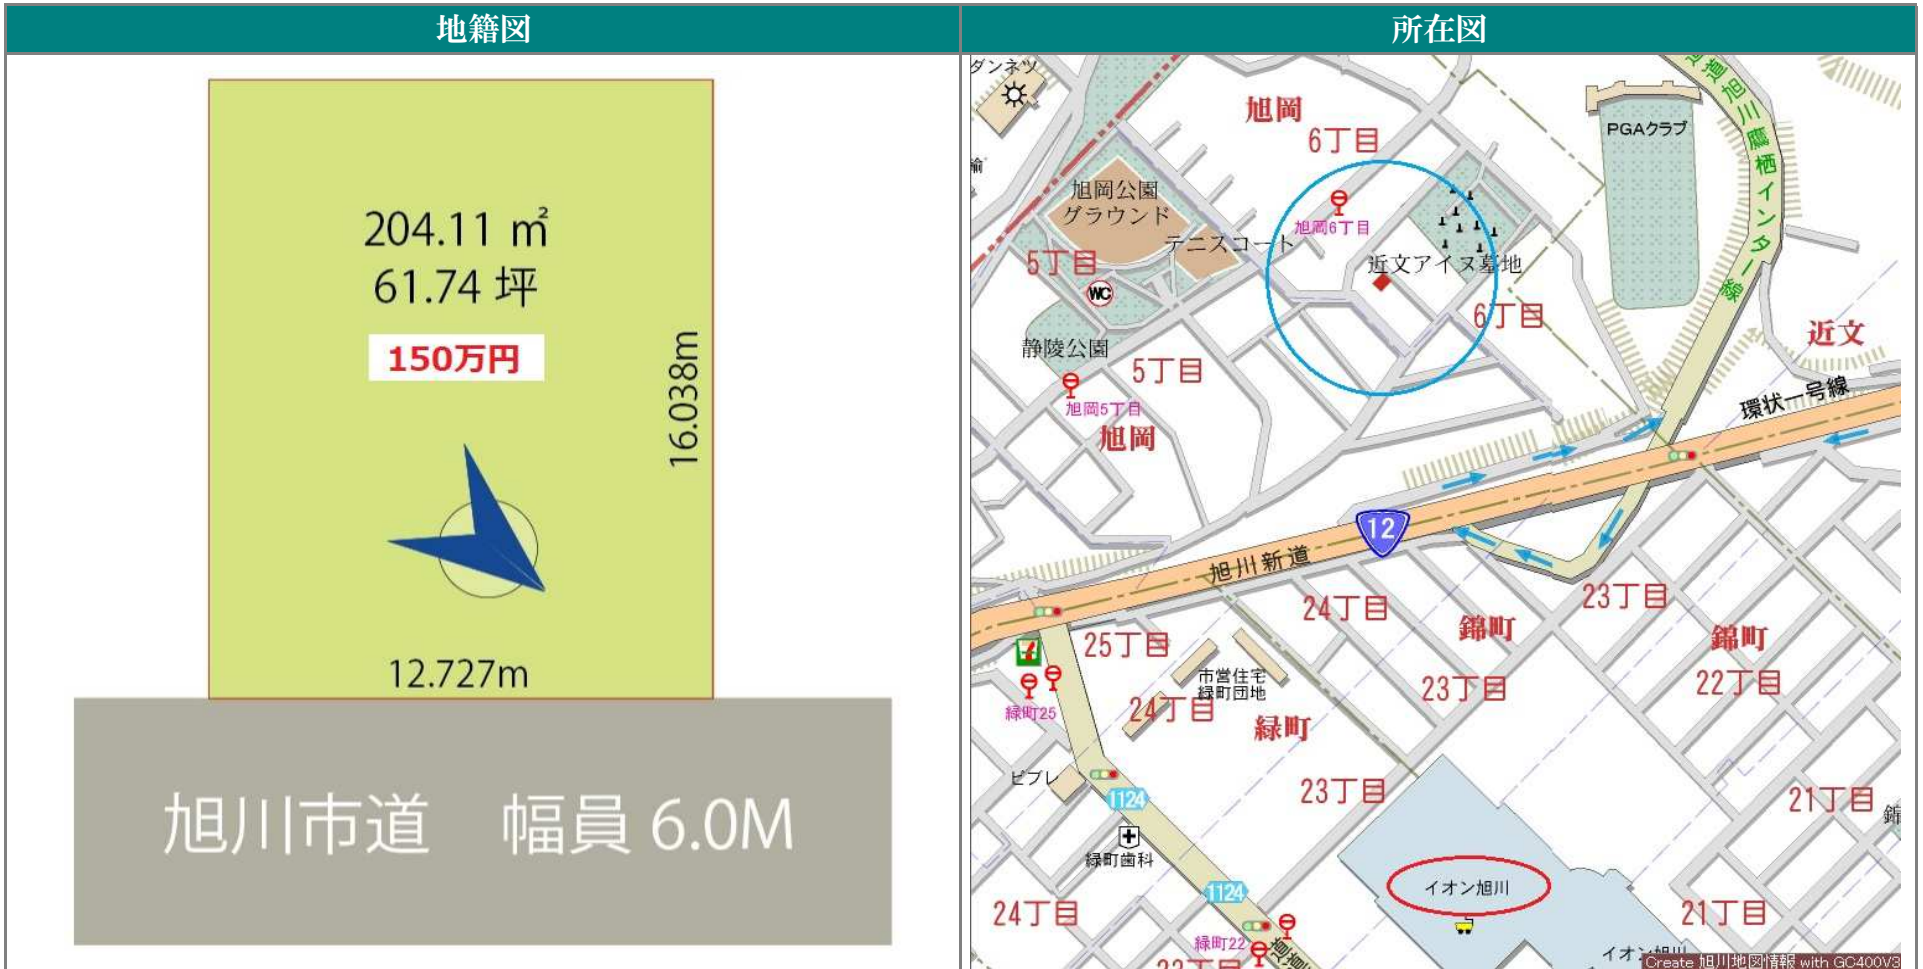 地籍図
204.11 ㎡
61.74 坪
150万円
16.038m
12.727m
旭川市道　幅員 6.0M
所在図
ダンネツ
旭岡
6丁目
PGAクラブ
道道旭川鷹栖インター線
旭岡公園
グラウンド
テニスコート
旭岡6丁目
近文アイヌ墓地
5丁目
WC
6丁目
近文
静陵公園
5丁目
旭岡5丁目
旭岡
環状一号線
12
旭川新道
24丁目
23丁目
錦町
錦町
25丁目
市営住宅
緑町団地
23丁目
22丁目
緑町25
24丁目
緑町
ピブレ
23丁目
21丁目
1124
緑町歯科
イオン旭川
1124
24丁目
21丁目
緑町22
イオン旭川
Create 旭川地図情報 with GC400V3